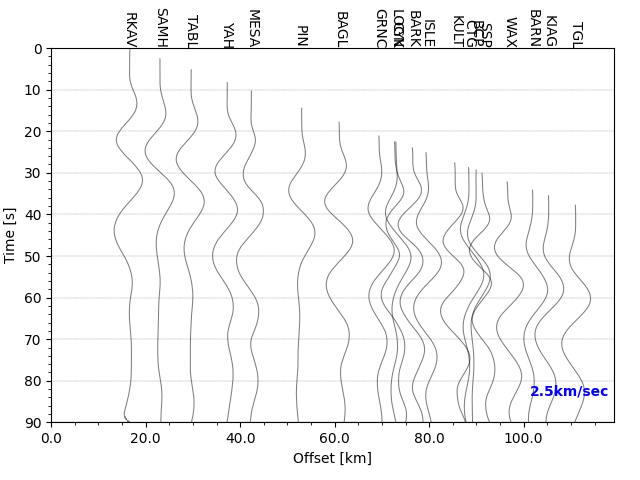 RKAV SAMH TABL YAH MESA PIN BAGL GRNC BARK ISLE KULT SSP WAX BARN KIAG TGL
0
10
20
30
40
50
60
70
80
90
Time [s]
2.5km/sec
0.0 20.0 40.0 60.0 80.0 100.0
Offset [km]